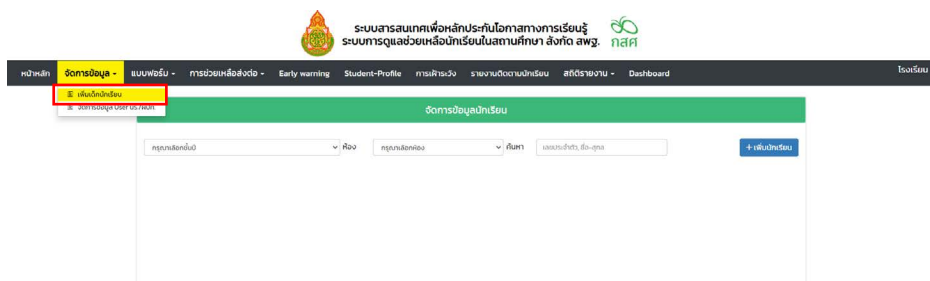 ระบบสารสนเทศเพื่อหลักประกันโอกาสทางการเรียนรู้
ระบบการดูแลช่วยเหลือนักเรียนในสถานศึกษา สังกัด สพฐ.
กสศ
หน้าหลัก จัดการข้อมูล แบบฟอร์ม การช่วยเหลือส่งต่อ Early warning Student-Profile การเฝ้าระวัง รายงานติดตามนักเรียน สถิติรายงาน Dashboard โรงเรียน
เพิ่มเด็กนักเรียน
จัดการข้อมูล User
จัดการข้อมูลนักเรียน
กรุณาเลือกชั้นปี ห้อง กรุณาเลือกห้อง ค้นหา เลขประจำตัว, ชื่อ-สกุล + เพิ่มนักเรียน